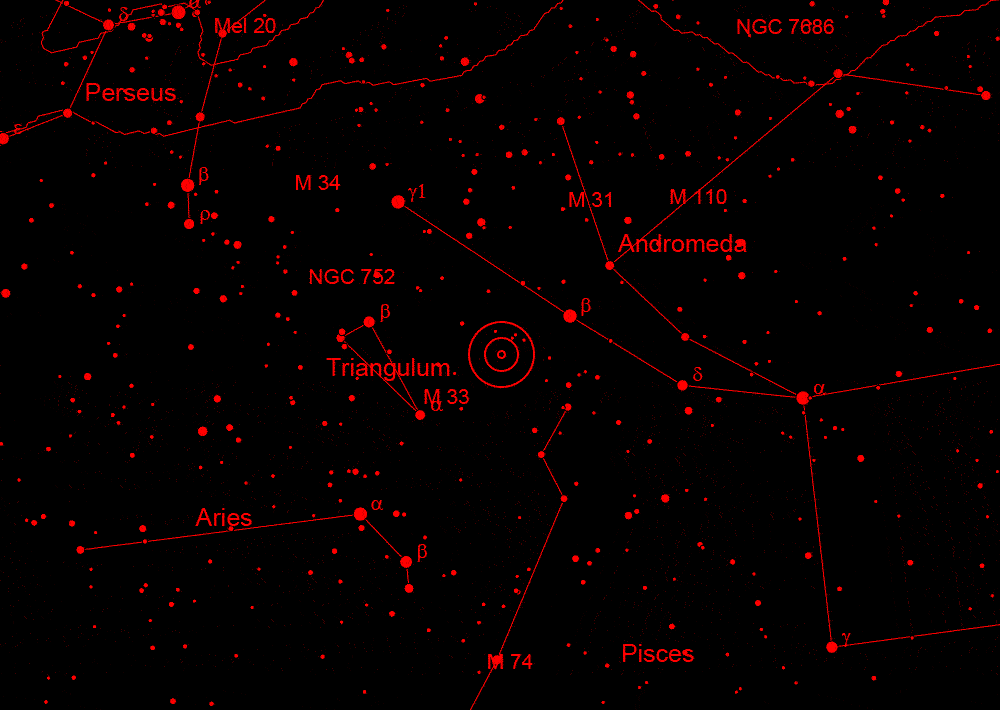 δ α
Mel 20
NGC 7686
Perseus
ε
β
M 34
γ1
M 31
M 110
ρ
Andromeda
NGC 752
β
β
Triangulum
δ
α
M 33
α
α
Aries
β
γ
M 74
Pisces